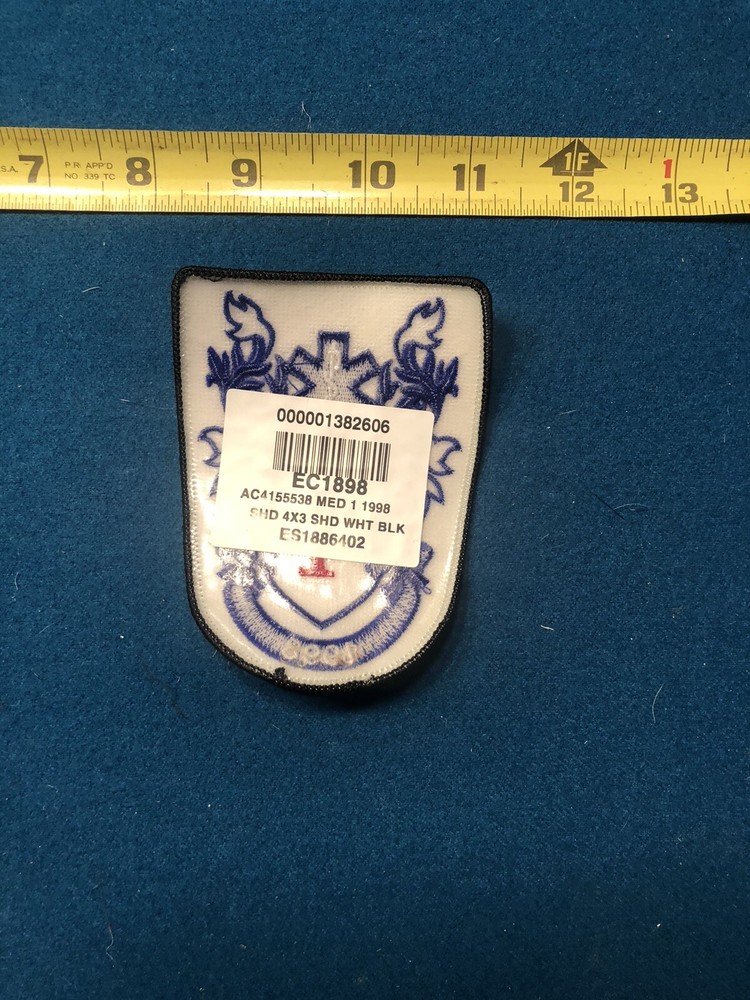 S.A. 7 P.R. APP'D NO. 339 TC 8 9 10 11 1F 12 1 13
000001382606
EC1898
AC4155538 MED 1 1998
SHD 4X3 SHD WHT BLK
ES1886402
1